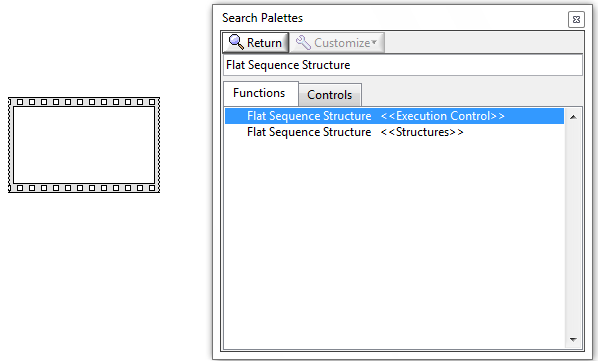 Search Palettes
Return Customize
Flat Sequence Structure
Functions Controls
Flat Sequence Structure <<Execution Control>>
Flat Sequence Structure <<Structures>>